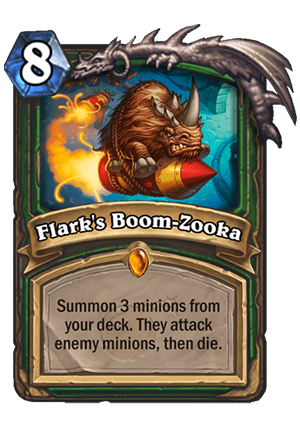 8
Flark's Boom-Zooka
Summon 3 minions from
your deck. They attack
enemy minions, then die.